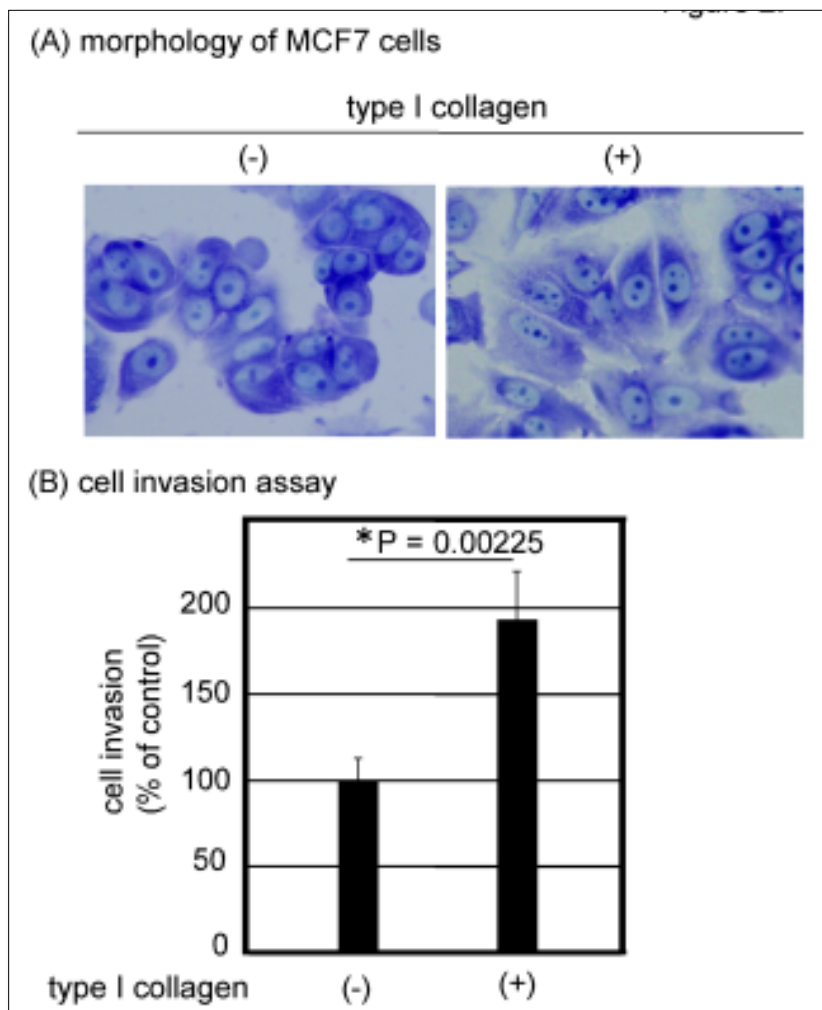 (A) morphology of MCF7 cells
type I collagen
(-) (+)
(B) cell invasion assay
*P = 0.00225
cell invasion
(% of control)
200
150
100
50
0
type I collagen (-) (+)